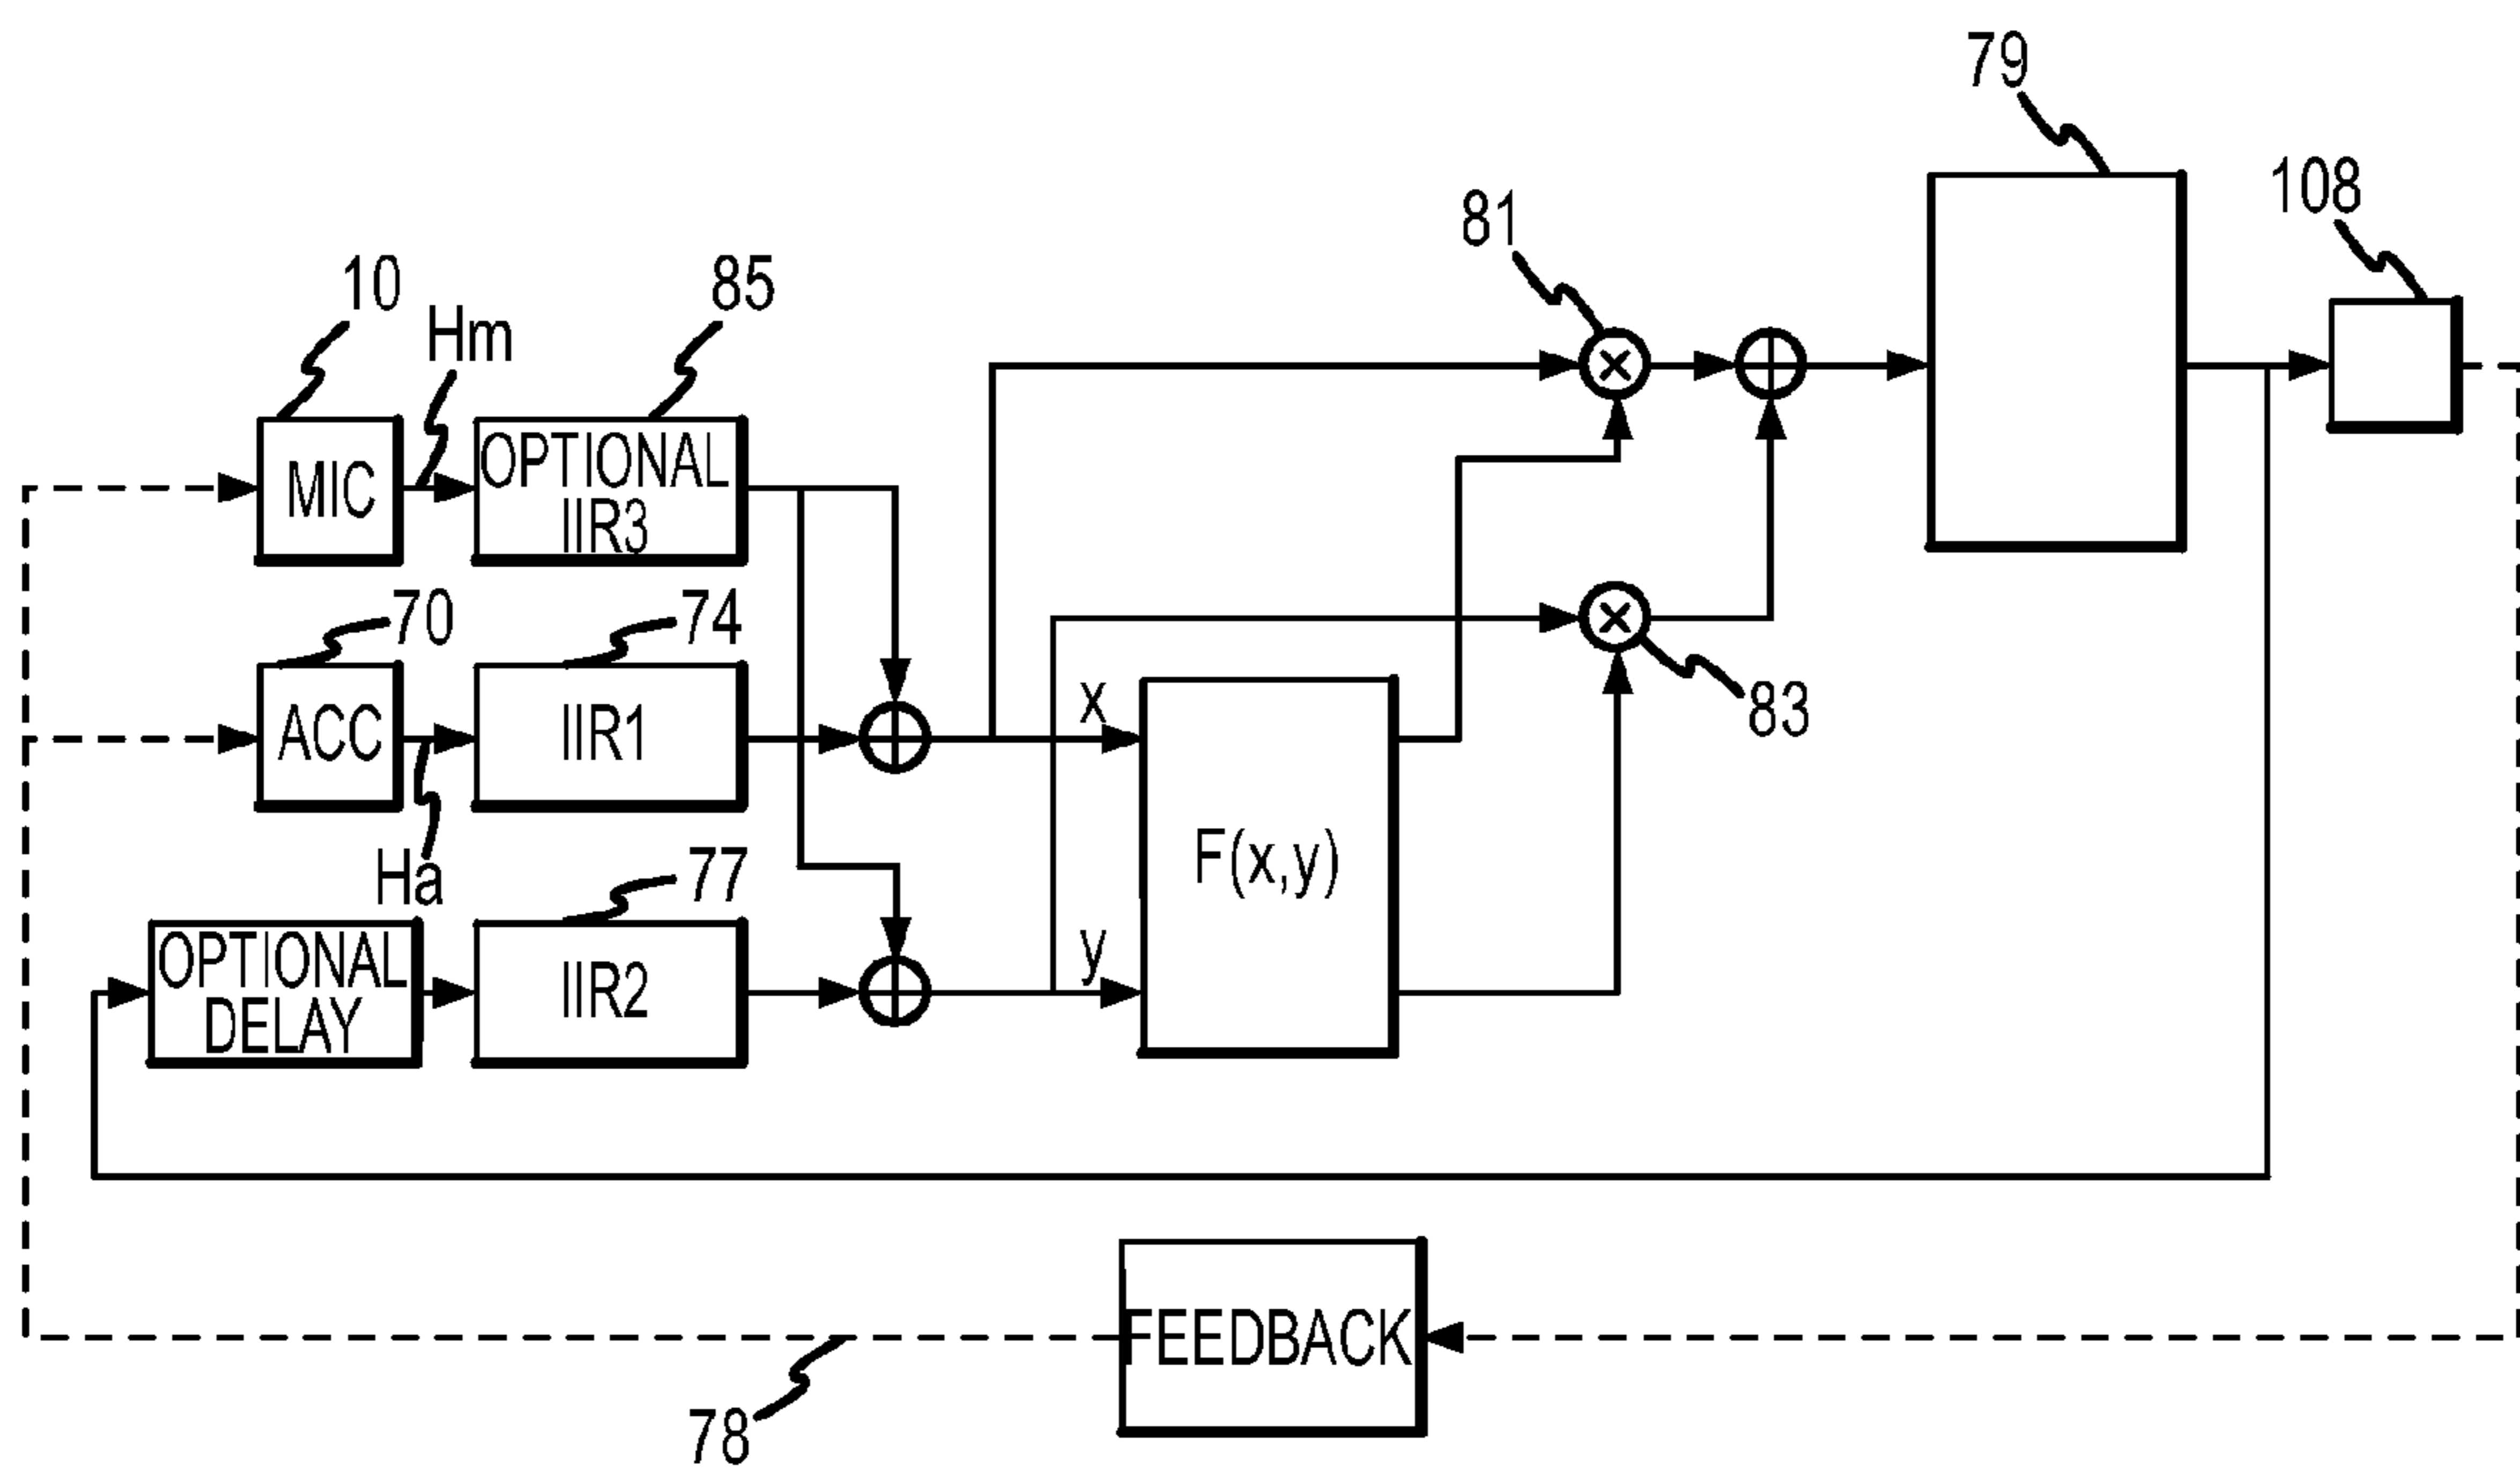 79
108
81
10
Hm
85
MIC
OPTIONAL
IIR3
70
74
ACC
IIR1
x
83
Ha
77
F(x,y)
OPTIONAL
DELAY
IIR2
y
FEEDBACK
78